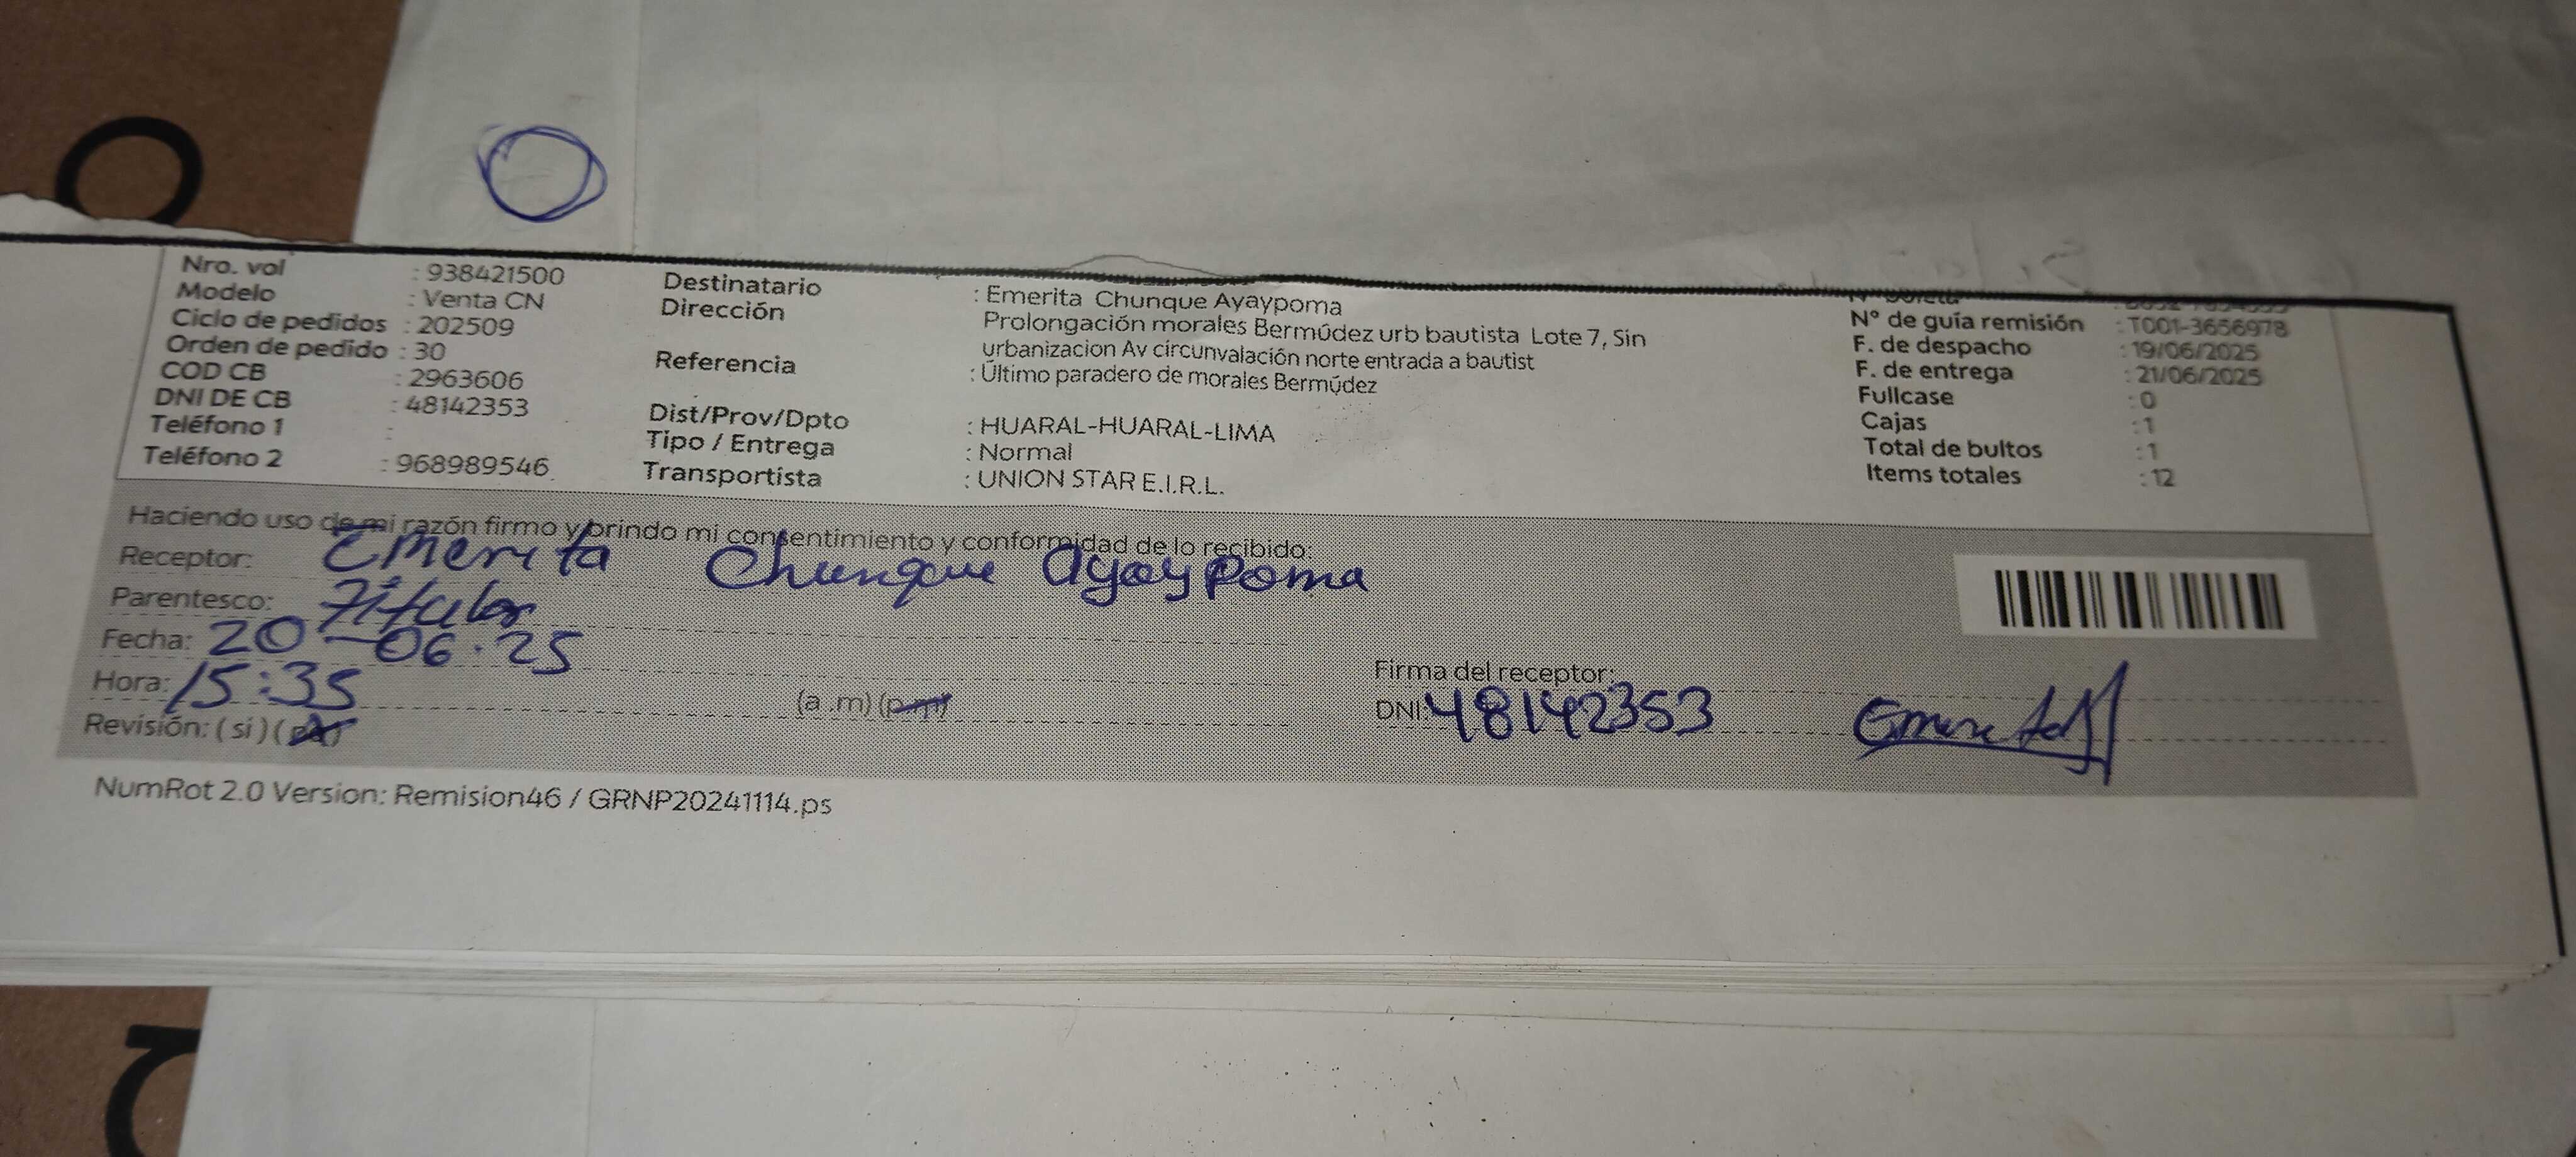 Nro. vol : 938421500
Modelo : Venta CN
Ciclo de pedidos : 202509
Orden de pedido : 30
COD CB : 2963606
DNI DE CB : 48142353
Teléfono 1 :
Teléfono 2 : 968989546
Destinatario : Emerita Chunque Ayaypoma
Dirección Prolongación morales Bermúdez urb bautista Lote 7, Sin
urbanizacion Av circunvalación norte entrada a bautist
Referencia : Último paradero de morales Bermúdez
Dist/Prov/Dpto : HUARAL-HUARAL-LIMA
Tipo / Entrega : Normal
Transportista : UNION STAR E.I.R.L.
N° de guía remisión : T001-3656978
F. de despacho : 19/06/2025
F. de entrega : 21/06/2025
Fullcase : 0
Cajas : 1
Total de bultos : 1
Items totales : 12
Haciendo uso de mi razón firmo y brindo mi consentimiento y conformidad de lo recibido:
Receptor: Emerita Chunque Ayaypoma
Parentesco: Titular
Fecha: 20-06.25
Hora: 15:35 (a .m) (p.m)
Revisión: ( si ) (no)
Firma del receptor:
DNI: 48142353
NumRot 2.0 Version: Remision46 / GRNP20241114.ps